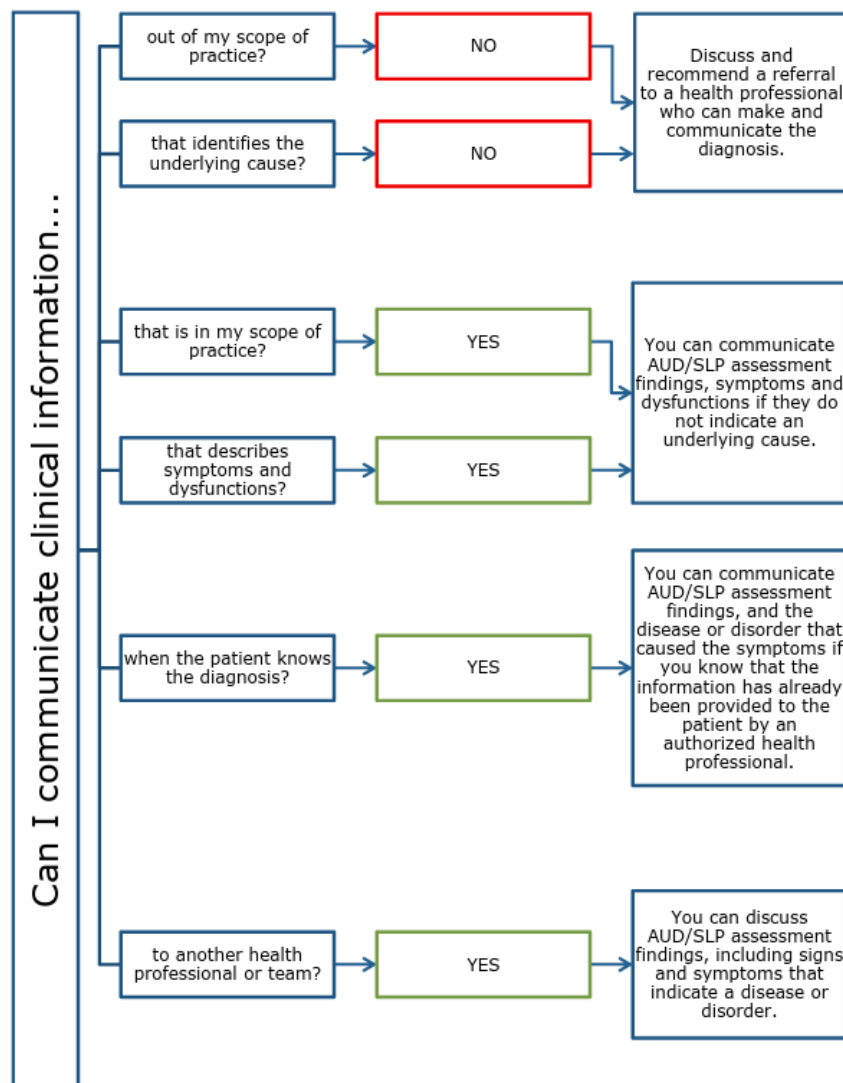 Can I communicate clinical information...
out of my scope of
practice?
NO
Discuss and
recommend a referral
to a health professional
who can make and
communicate the
diagnosis.
that identifies the
underlying cause?
NO
that is in my scope of
practice?
YES
You can communicate
AUD/SLP assessment
findings, symptoms and
dysfunctions if they do
not indicate an
underlying cause.
that describes
symptoms and
dysfunctions?
YES
when the patient knows
the diagnosis?
YES
You can communicate
AUD/SLP assessment
findings, and the
disease or disorder that
caused the symptoms if
you know that the
information has already
been provided to the
patient by an
authorized health
professional.
to another health
professional or team?
YES
You can discuss
AUD/SLP assessment
findings, including signs
and symptoms that
indicate a disease or
disorder.